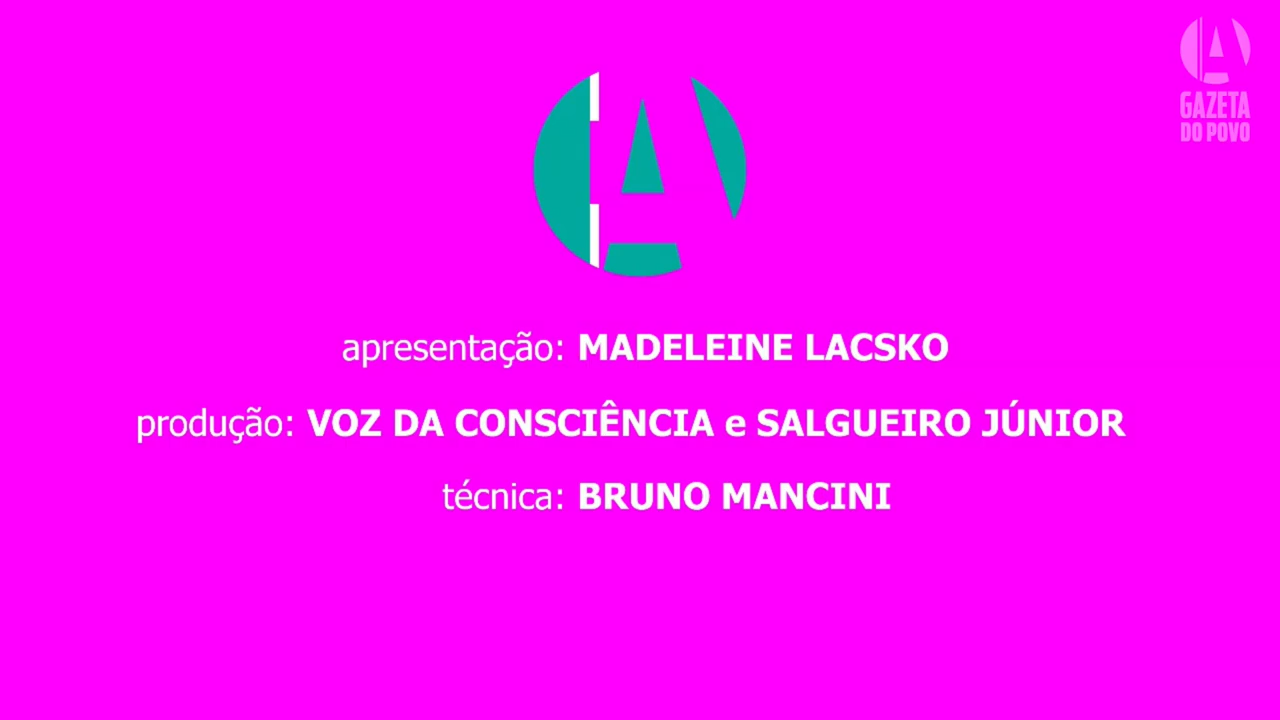 GAZETA
DO POVO
apresentação: MADELEINE LACSKO
produção: VOZ DA CONSCIÊNCIA e SALGUEIRO JÚNIOR
técnica: BRUNO MANCINI